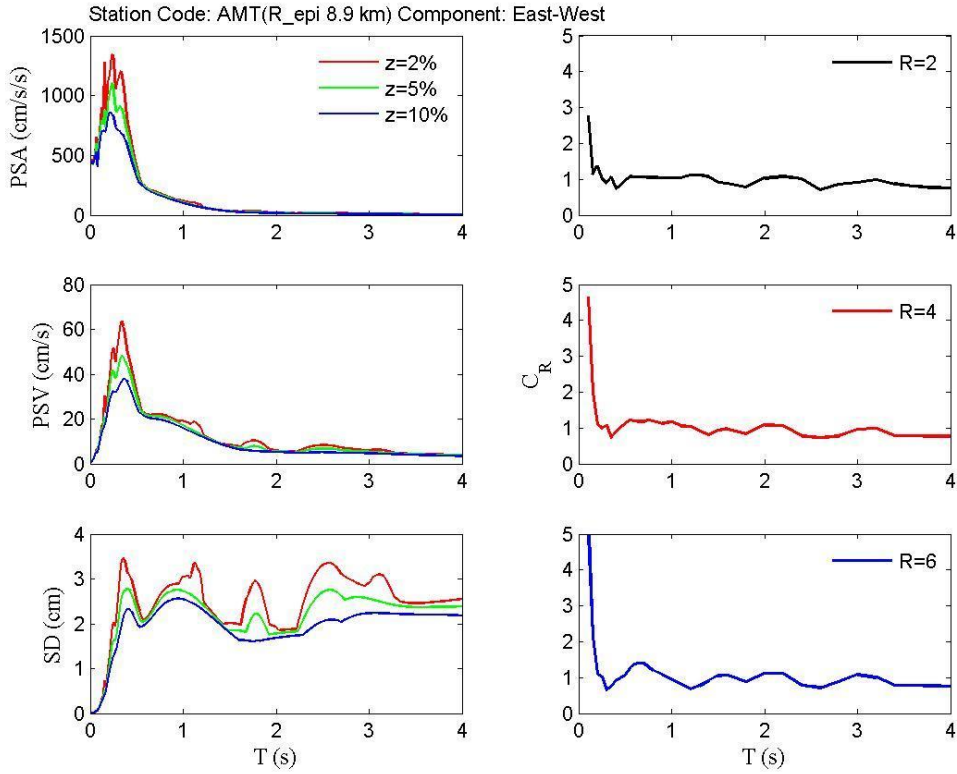 Station Code: AMT(R_epi 8.9 km) Component: East-West
1500
1000
500
0
PSA (cm/s/s)
0 1 2 3 4
z=2%
z=5%
z=10%
5
4
3
2
1
0
0 1 2 3 4
R=2
80
60
40
20
0
PSV (cm/s)
0 1 2 3 4
5
4
3
2
1
0
C_R
0 1 2 3 4
R=4
4
3
2
1
0
SD (cm)
0 1 2 3 4
T (s)
5
4
3
2
1
0
0 1 2 3 4
T (s)
R=6